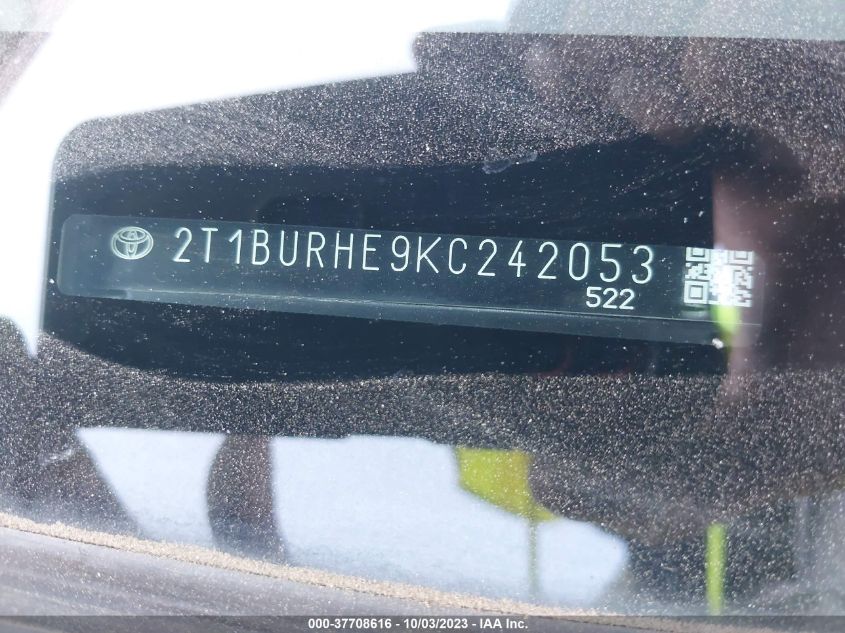 2T1BURHE9KC242053
522
000-37708616 - 10/03/2023 - © IAA Inc.